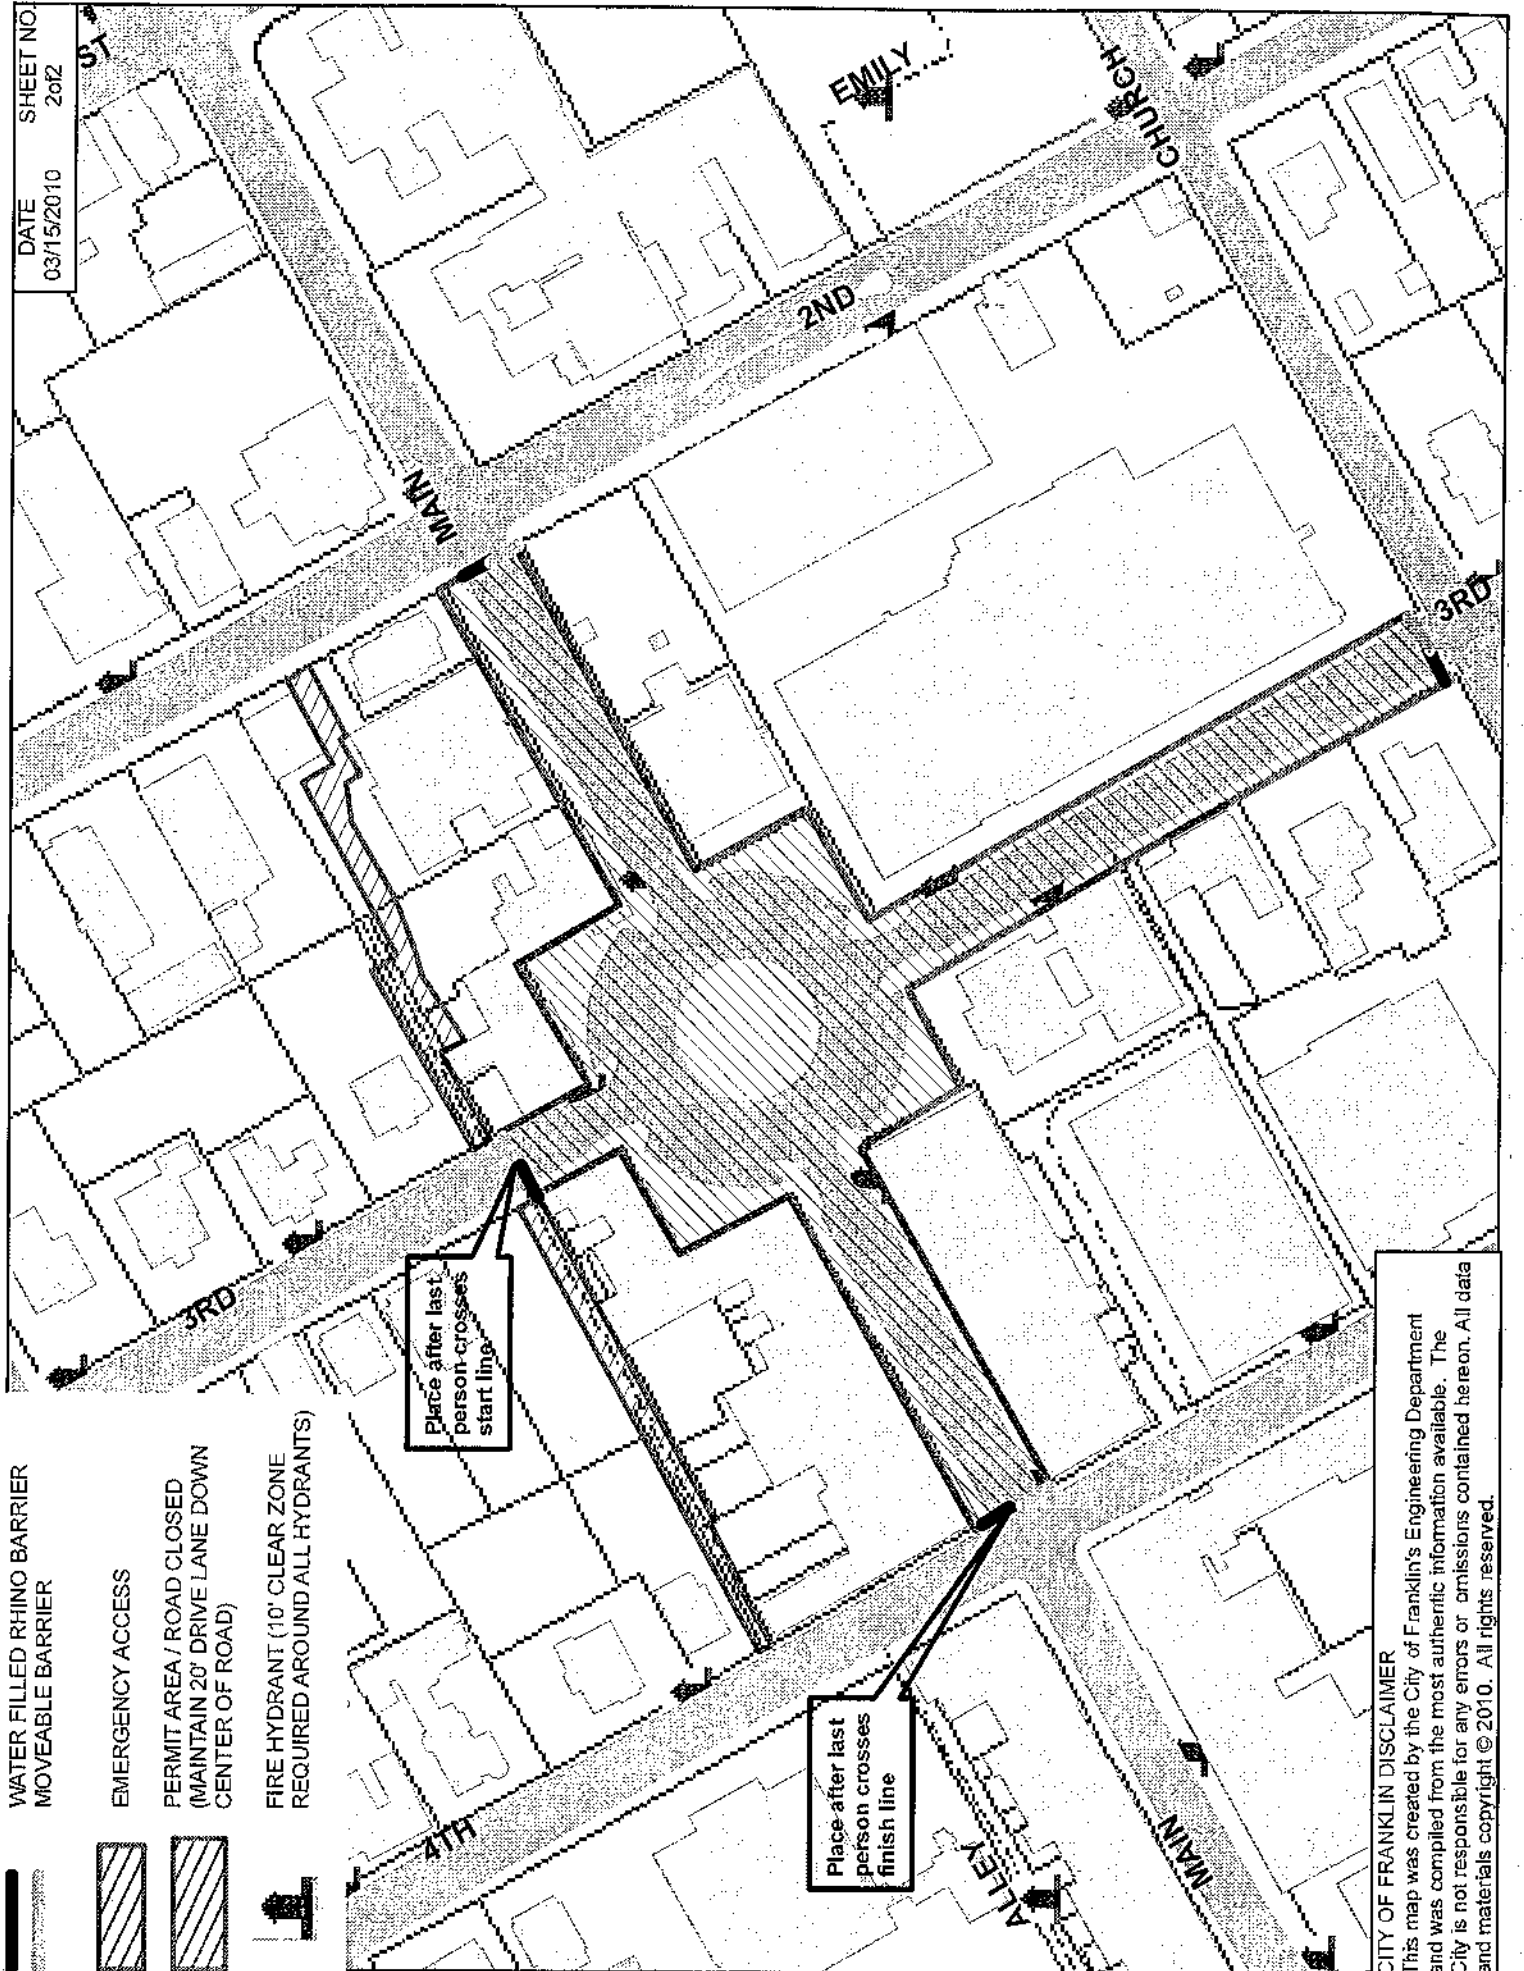 WATER FILLED RHINO BARRIER
MOVEABLE BARRIER
EMERGENCY ACCESS
PERMIT AREA / ROAD CLOSED
(MAINTAIN 20' DRIVE LANE DOWN
CENTER OF ROAD)
FIRE HYDRANT (10' CLEAR ZONE
REQUIRED AROUND ALL HYDRANTS)
DATE
03/15/2010
SHEET NO.
2of2
ST
EMILY
CHURCH
2ND
MAIN
3RD
3RD
Place after last
person crosses
start line
4TH
Place after last
person crosses
finish line
ALLEY
MAIN
CITY OF FRANKLIN DISCLAIMER
This map was created by the City of Franklin's Engineering Department
and was compiled from the most authentic information available. The
City is not responsible for any errors or omissions contained hereon. All data
and materials copyright © 2010. All rights reserved.